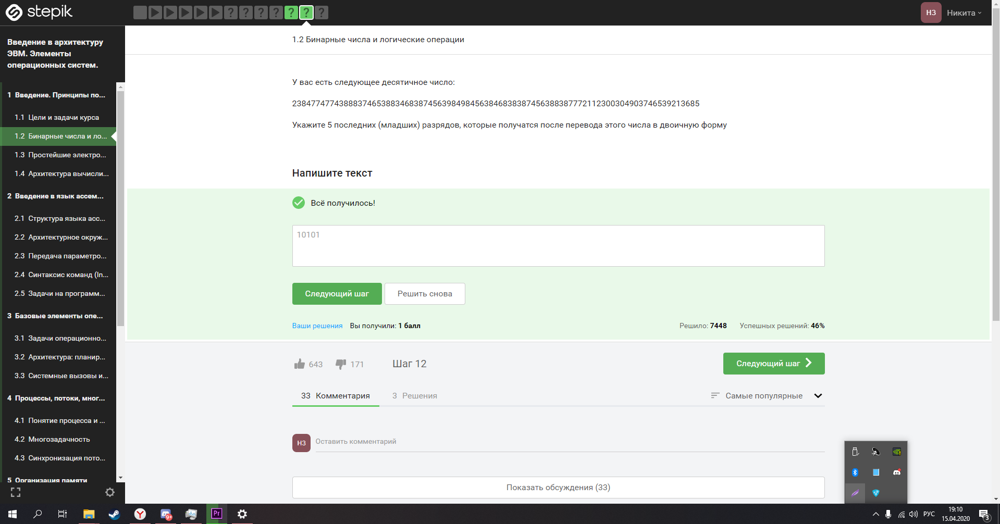 stepik
НЗ Никита
Введение в архитектуру
ЭВМ. Элементы
операционных систем.
1 Введение. Принципы по...
1.1 Цели и задачи курса
1.2 Бинарные числа и ло...
1.3 Простейшие электро...
1.4 Архитектура вычисли...
2 Введение в язык ассем...
2.1 Структура языка асс...
2.2 Архитектурное окруж...
2.3 Передача параметро...
2.4 Синтаксис команд (In...
2.5 Задачи на программ...
3 Базовые элементы опе...
3.1 Задачи операционно...
3.2 Архитектура: планир...
3.3 Системные вызовы и...
4 Процессы, потоки, мног...
4.1 Понятие процесса и ...
4.2 Многозадачность
4.3 Синхронизация пото...
5 Организация памяти
1.2 Бинарные числа и логические операции
У вас есть следующее десятичное число:
2384774774388837465388346838745639849845638468383874563883877721123003049037465392​13685
Укажите 5 последних (младших) разрядов, которые получатся после перевода этого числа в двоичную форму
Напишите текст
Всё получилось!
10101
Следующий шаг Решить снова
Ваши решения Вы получили: 1 балл Решило: 7448 Успешных решений: 46%
643 171 Шаг 12 Следующий шаг
33 Комментария 3 Решения Самые популярные
НЗ Оставить комментарий
Показать обсуждения (33)
9+ Pr РУС 19:10
15.04.2020 3